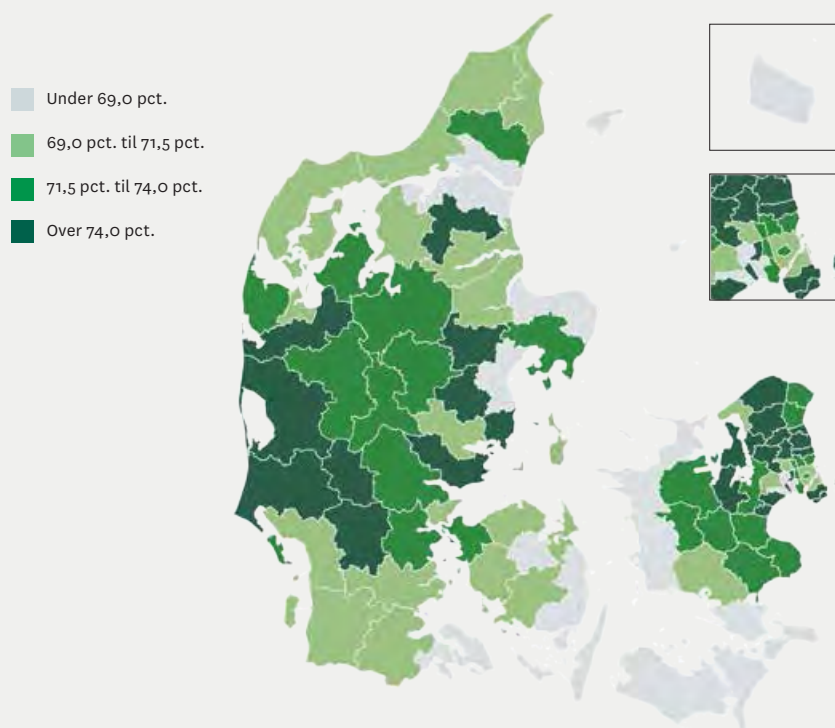 Under 69,0 pct.
69,0 pct. til 71,5 pct.
71,5 pct. til 74,0 pct.
Over 74,0 pct.